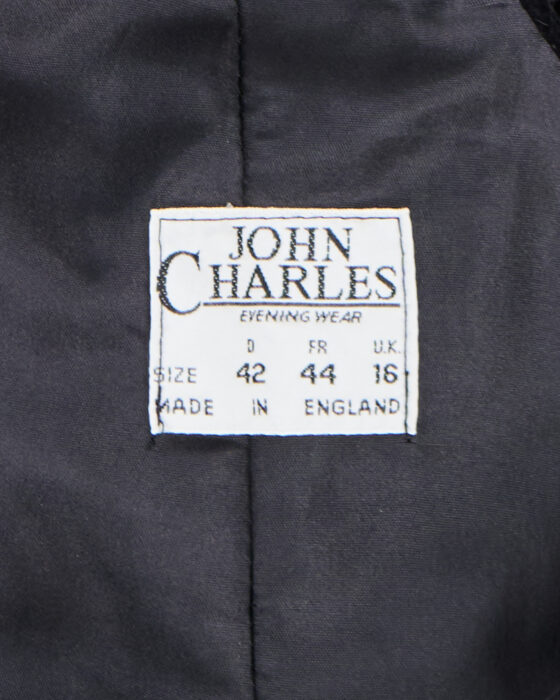 JOHN
CHARLES
EVENING WEAR
D FR U.K.
SIZE 42 44 16
MADE IN ENGLAND